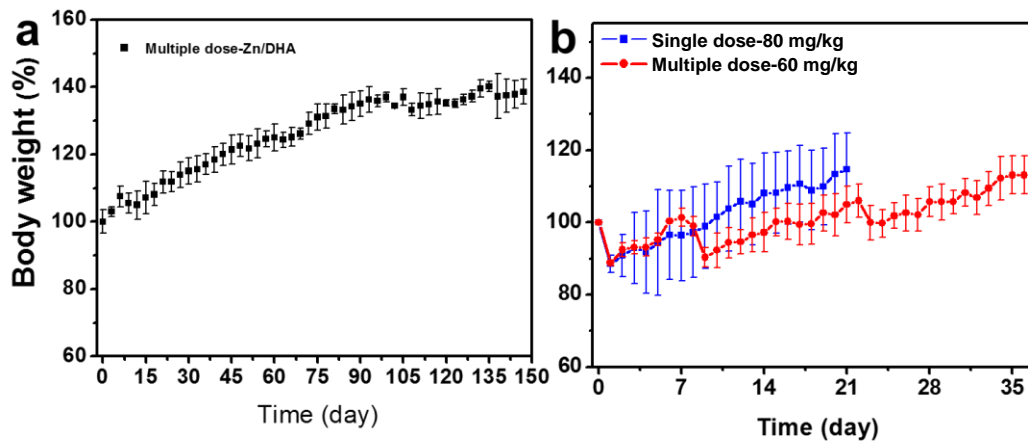 a
Multiple dose-Zn/DHA
Body weight (%)
160
140
120
100
80
60
0 15 30 45 60 75 90 105 120 135 150
Time (day)
b
Single dose-80 mg/kg
Multiple dose-60 mg/kg
140
120
100
80
60
0 7 14 21 28 35
Time (day)